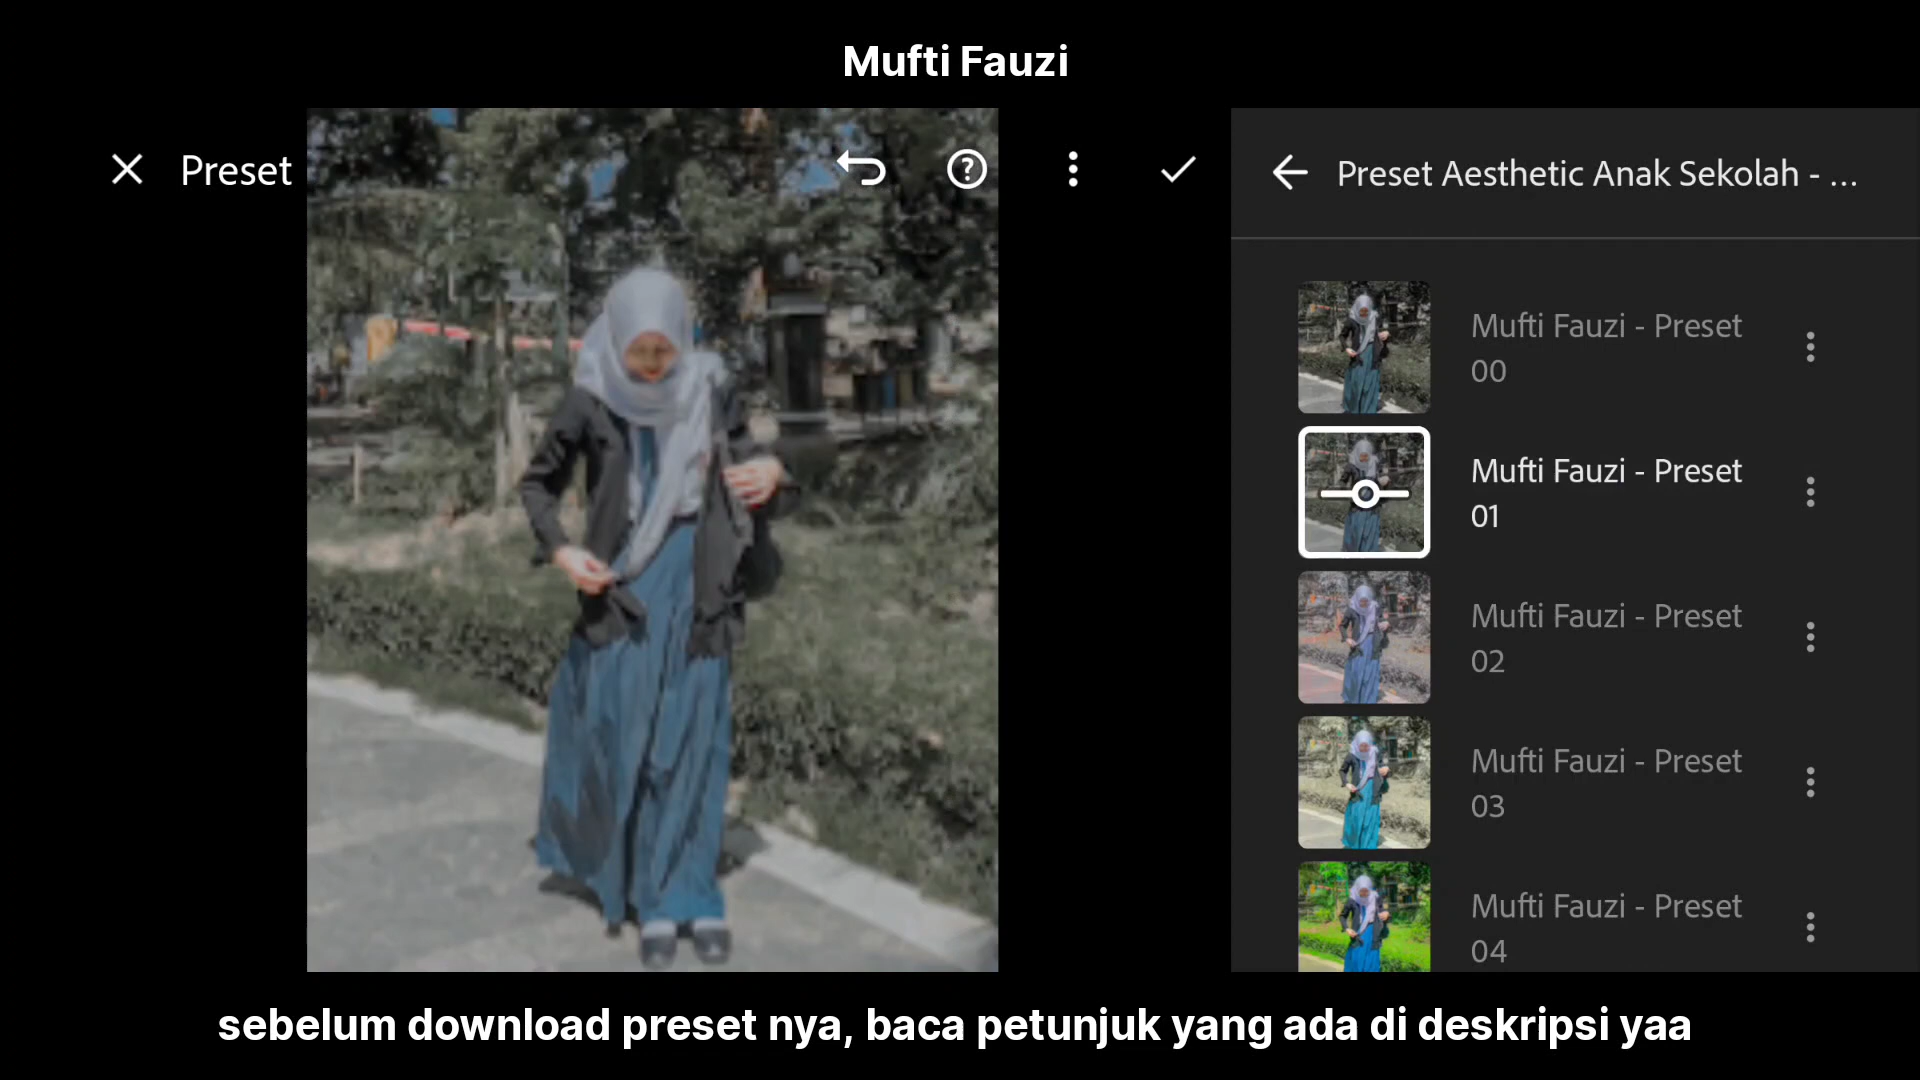 Mufti Fauzi
Preset
Preset Aesthetic Anak Sekolah - ...
Mufti Fauzi - Preset
00
Mufti Fauzi - Preset
01
Mufti Fauzi - Preset
02
Mufti Fauzi - Preset
03
Mufti Fauzi - Preset
04
sebelum download preset nya, baca petunjuk yang ada di deskripsi yaa